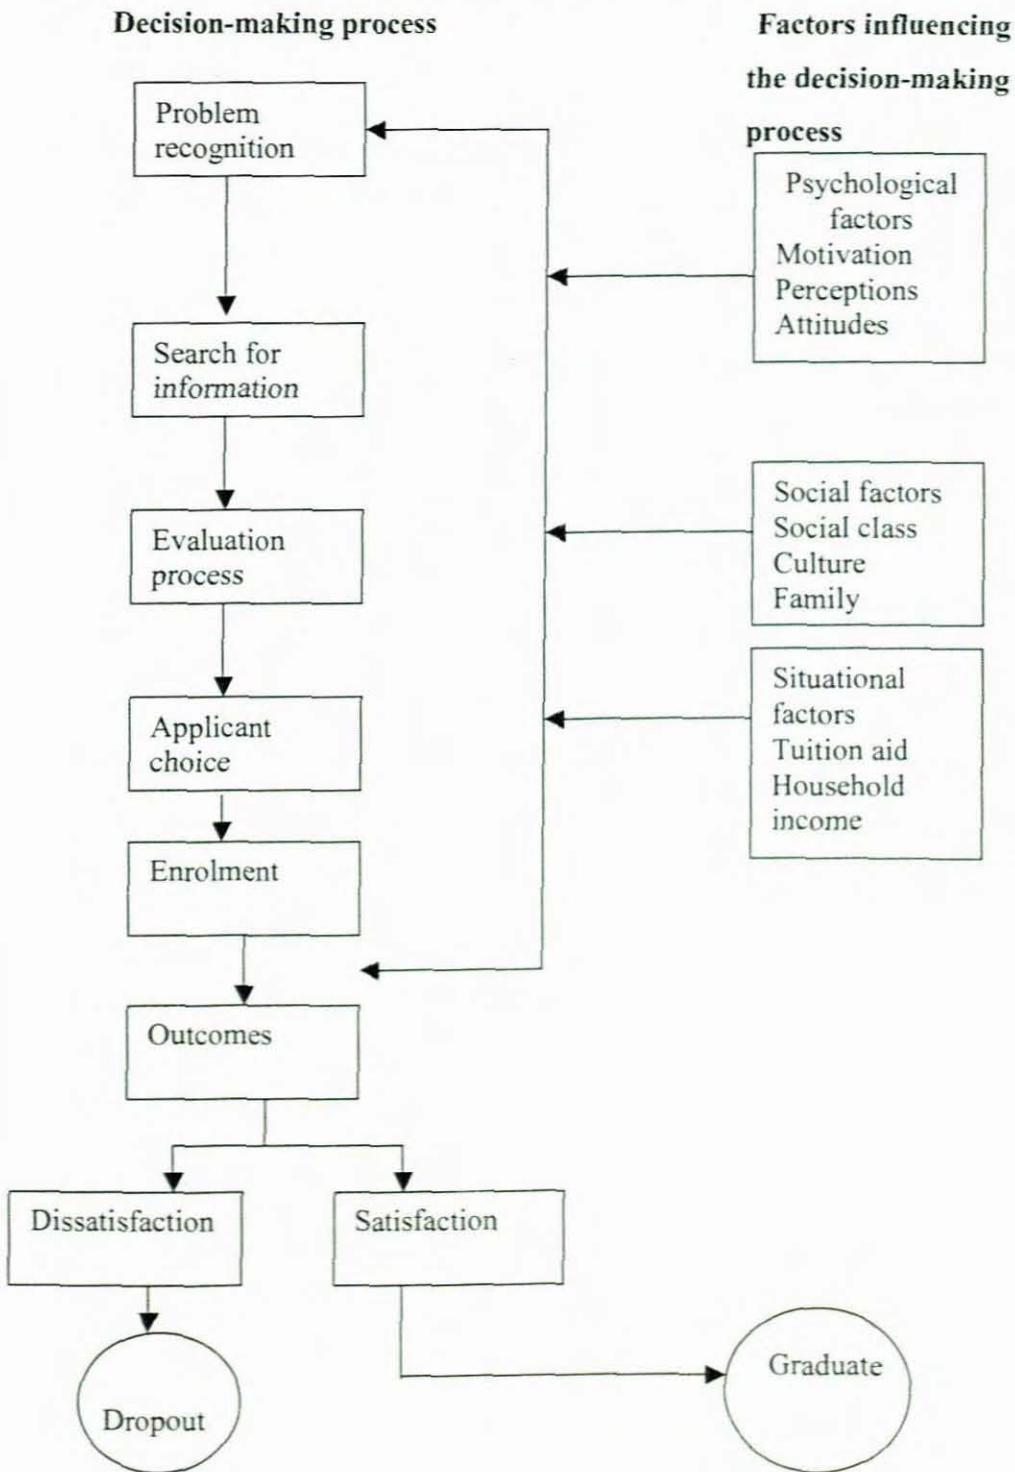 Decision-making process
Factors influencing
the decision-making
process
Problem
recognition
Search for
information
Evaluation
process
Applicant
choice
Enrolment
Outcomes
Dissatisfaction
Satisfaction
Dropout
Graduate
Psychological
factors
Motivation
Perceptions
Attitudes
Social factors
Social class
Culture
Family
Situational
factors
Tuition aid
Household
income